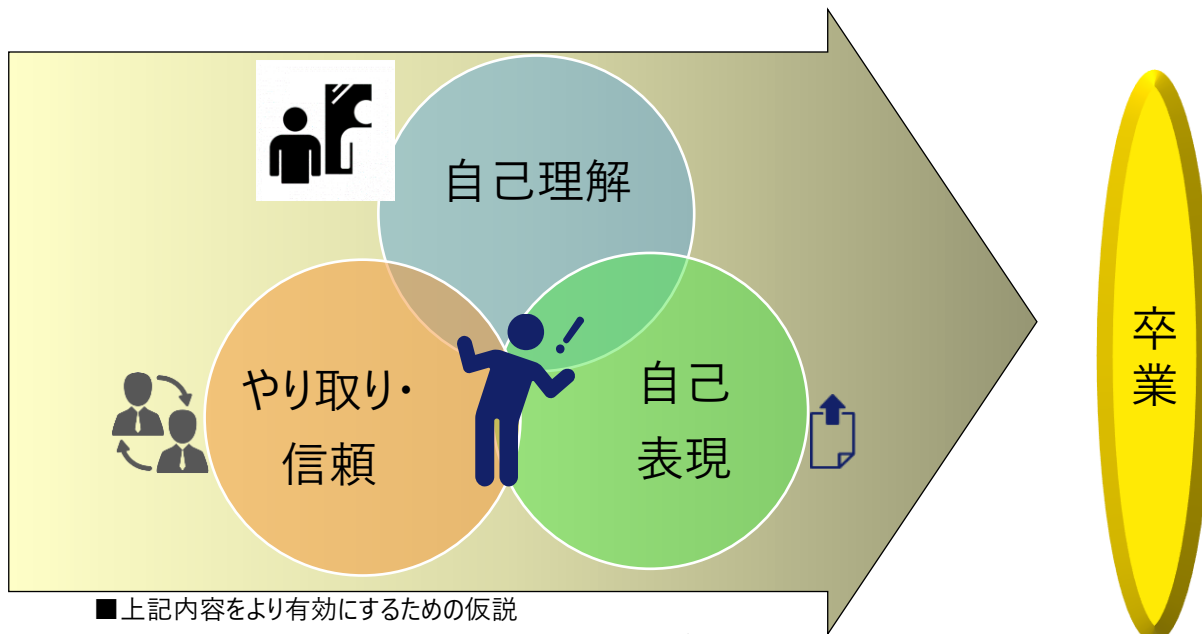 自己理解
やり取り・
信頼
自己
表現
卒業
■上記内容をより有効にするための仮説